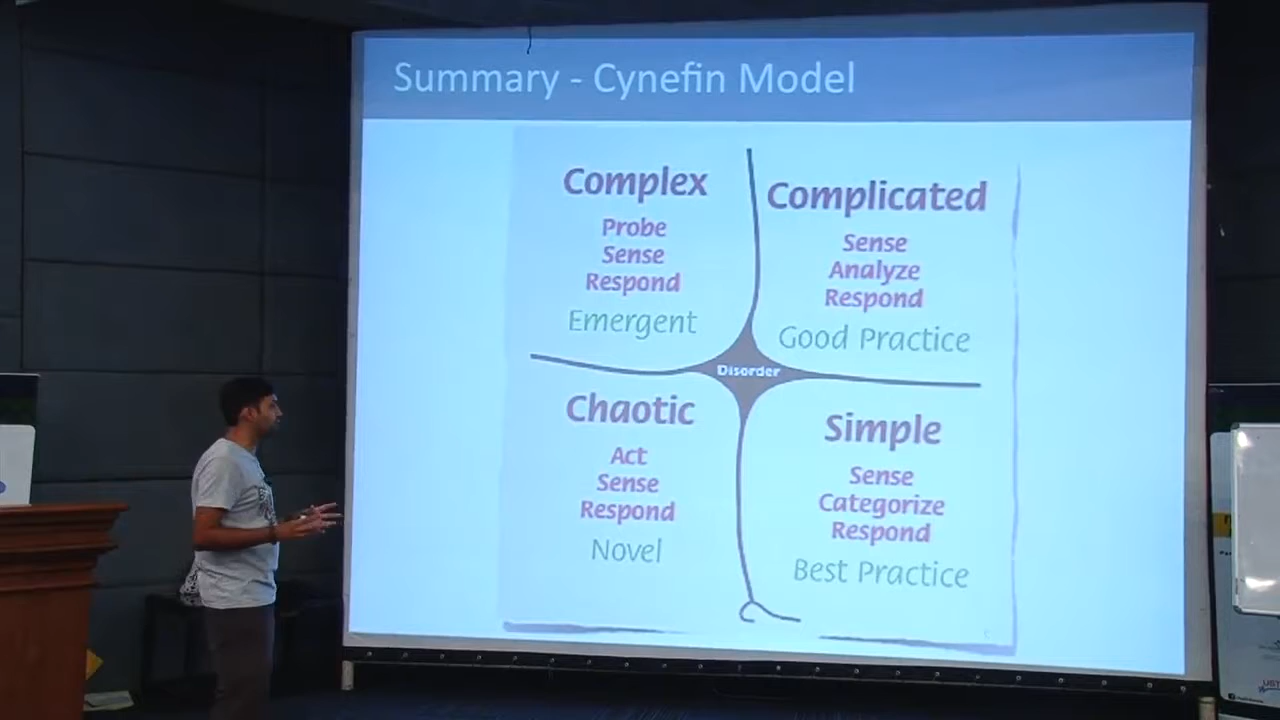 Summary - Cynefin Model
Complex
Probe
Sense
Respond
Emergent
Complicated
Sense
Analyze
Respond
Good Practice
Disorder
Chaotic
Act
Sense
Respond
Novel
Simple
Sense
Categorize
Respond
Best Practice